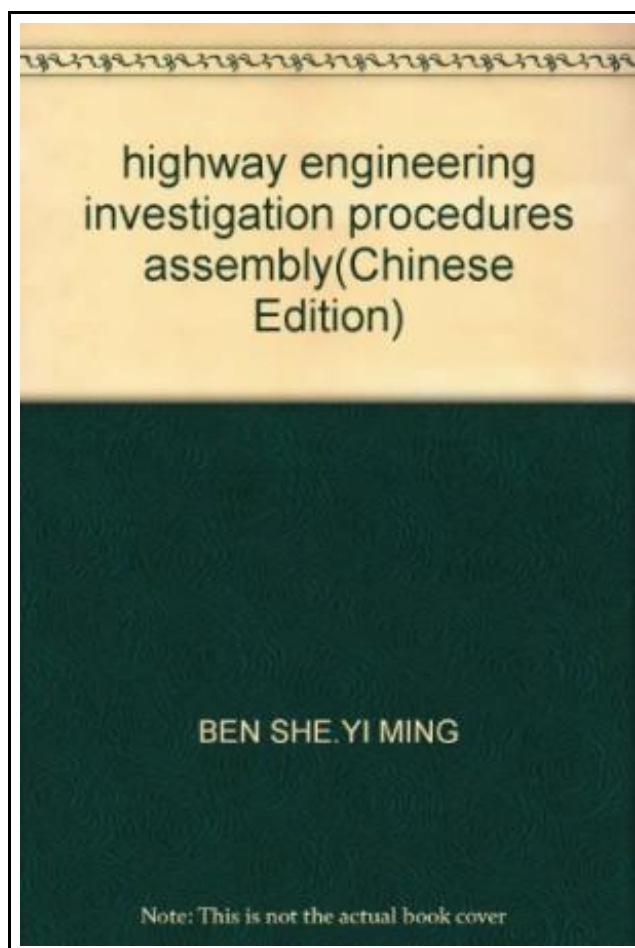 highway engineering
investigation procedures
assembly(Chinese
Edition)
BEN SHE.YI MING
Note: This is not the actual book cover